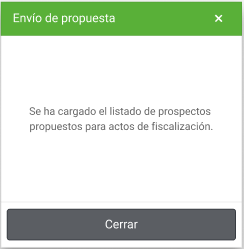 Envío de propuesta ×
Se ha cargado el listado de prospectos
propuestos para actos de fiscalización.
Cerrar